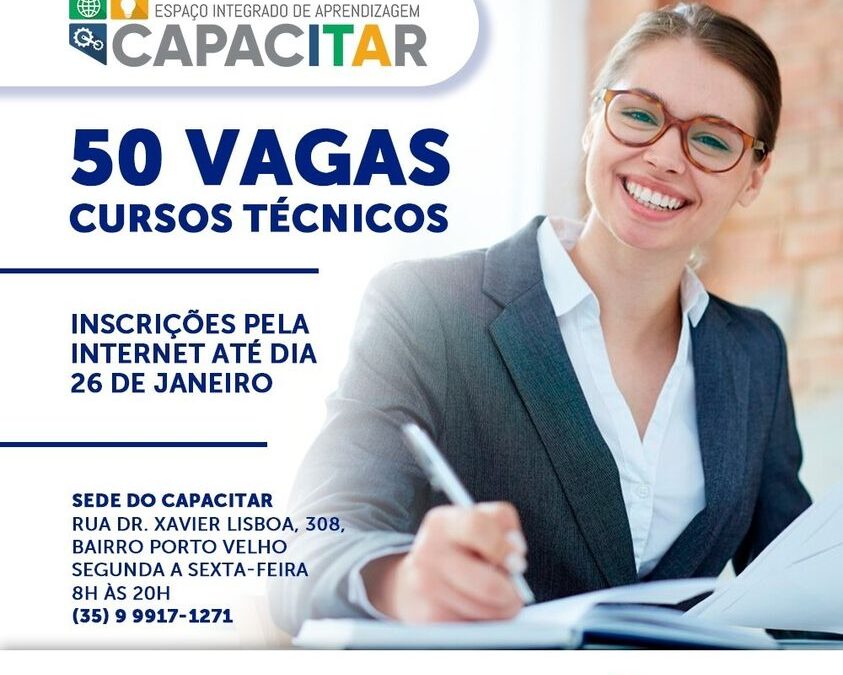 ESPAÇO INTEGRADO DE APRENDIZAGEM
CAPACITAR
50 VAGAS
CURSOS TÉCNICOS
INSCRIÇÕES PELA
INTERNET ATÉ DIA
26 DE JANEIRO
SEDE DO CAPACITAR
RUA DR. XAVIER LISBOA, 308,
BAIRRO PORTO VELHO
SEGUNDA A SEXTA-FEIRA
8H ÀS 20H
(35) 9 9917-1271